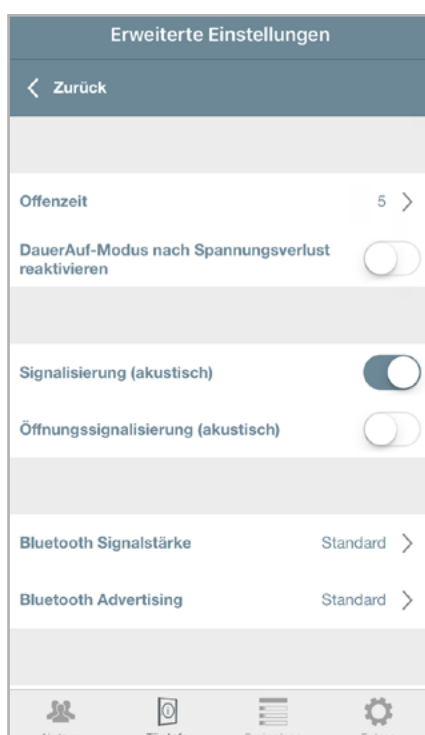 Erweiterte Einstellungen
Zurück
Offenzeit 5
DauerAuf-Modus nach Spannungsverlust
reaktivieren
Signalisierung (akustisch)
Öffnungssignalisierung (akustisch)
Bluetooth Signalstärke Standard
Bluetooth Advertising Standard